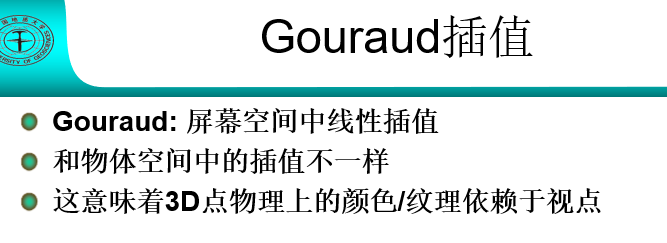 Gouraud插值
Gouraud: 屏幕空间中线性插值
和物体空间中的插值不一样
这意味着3D点物理上的颜色/纹理依赖于视点